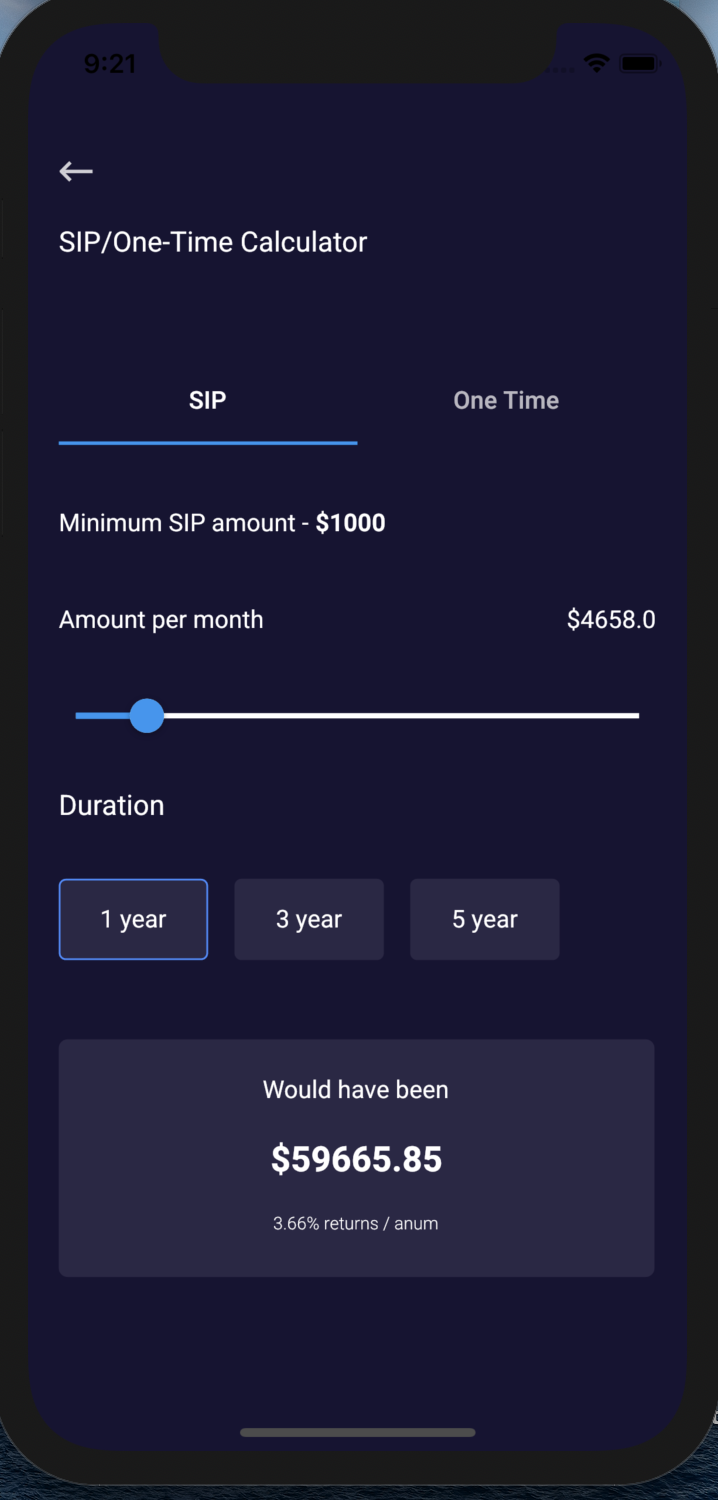 9:21
SIP/One-Time Calculator
SIP One Time
Minimum SIP amount - $1000
Amount per month $4658.0
Duration
1 year 3 year 5 year
Would have been
$59665.85
3.66% returns / anum